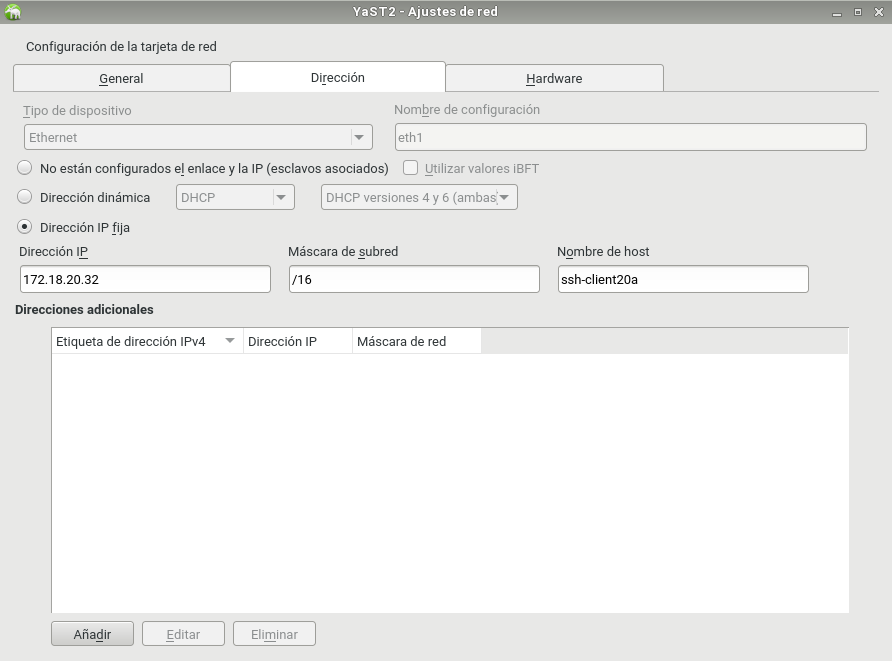 YaST2 - Ajustes de red
Configuración de la tarjeta de red
General Dirección Hardware
Tipo de dispositivo Nombre de configuración
Ethernet eth1
No están configurados el enlace y la IP (esclavos asociados) Utilizar valores iBFT
Dirección dinámica DHCP DHCP versiones 4 y 6 (ambas
Dirección IP fija
Dirección IP Máscara de subred Nombre de host
172.18.20.32 /16 ssh-client20a
Direcciones adicionales
Etiqueta de dirección IPv4 Dirección IP Máscara de red
Añadir Editar Eliminar